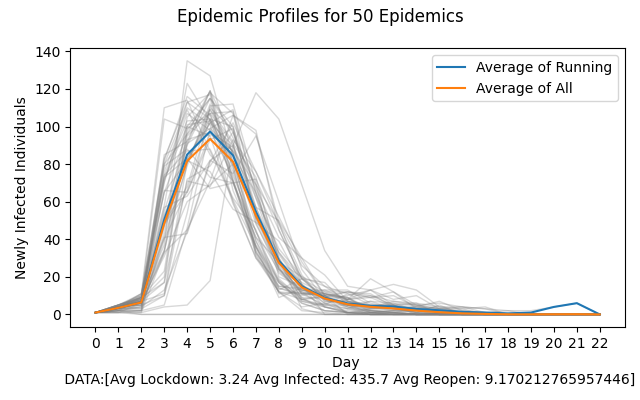 Epidemic Profiles for 50 Epidemics
140
120
100
80
60
40
20
0
Newly Infected Individuals
Average of Running
Average of All
0 1 2 3 4 5 6 7 8 9 10 11 12 13 14 15 16 17 18 19 20 21 22
Day
DATA:[Avg Lockdown: 3.24 Avg Infected: 435.7 Avg Reopen: 9.170212765957446]